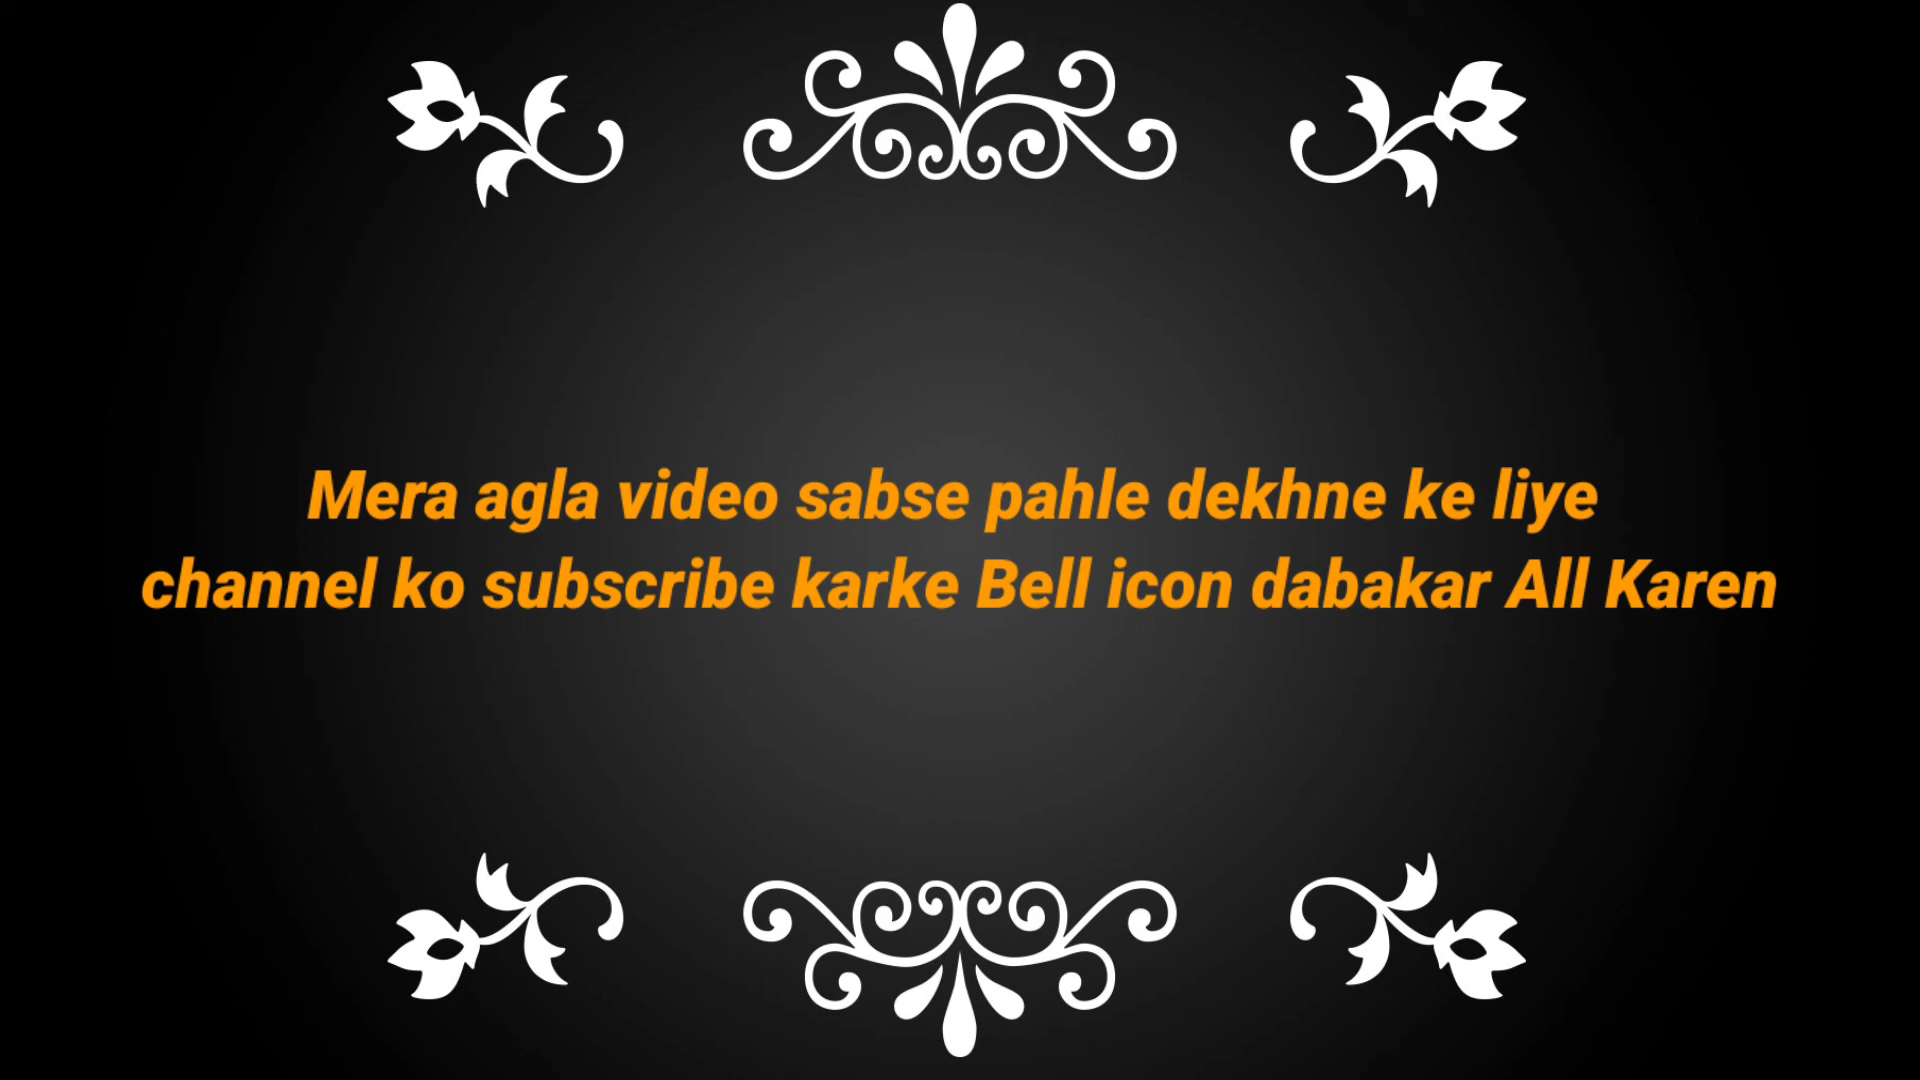 Mera agla video sabse pahle dekhne ke liye
channel ko subscribe karke Bell icon dabakar All Karen